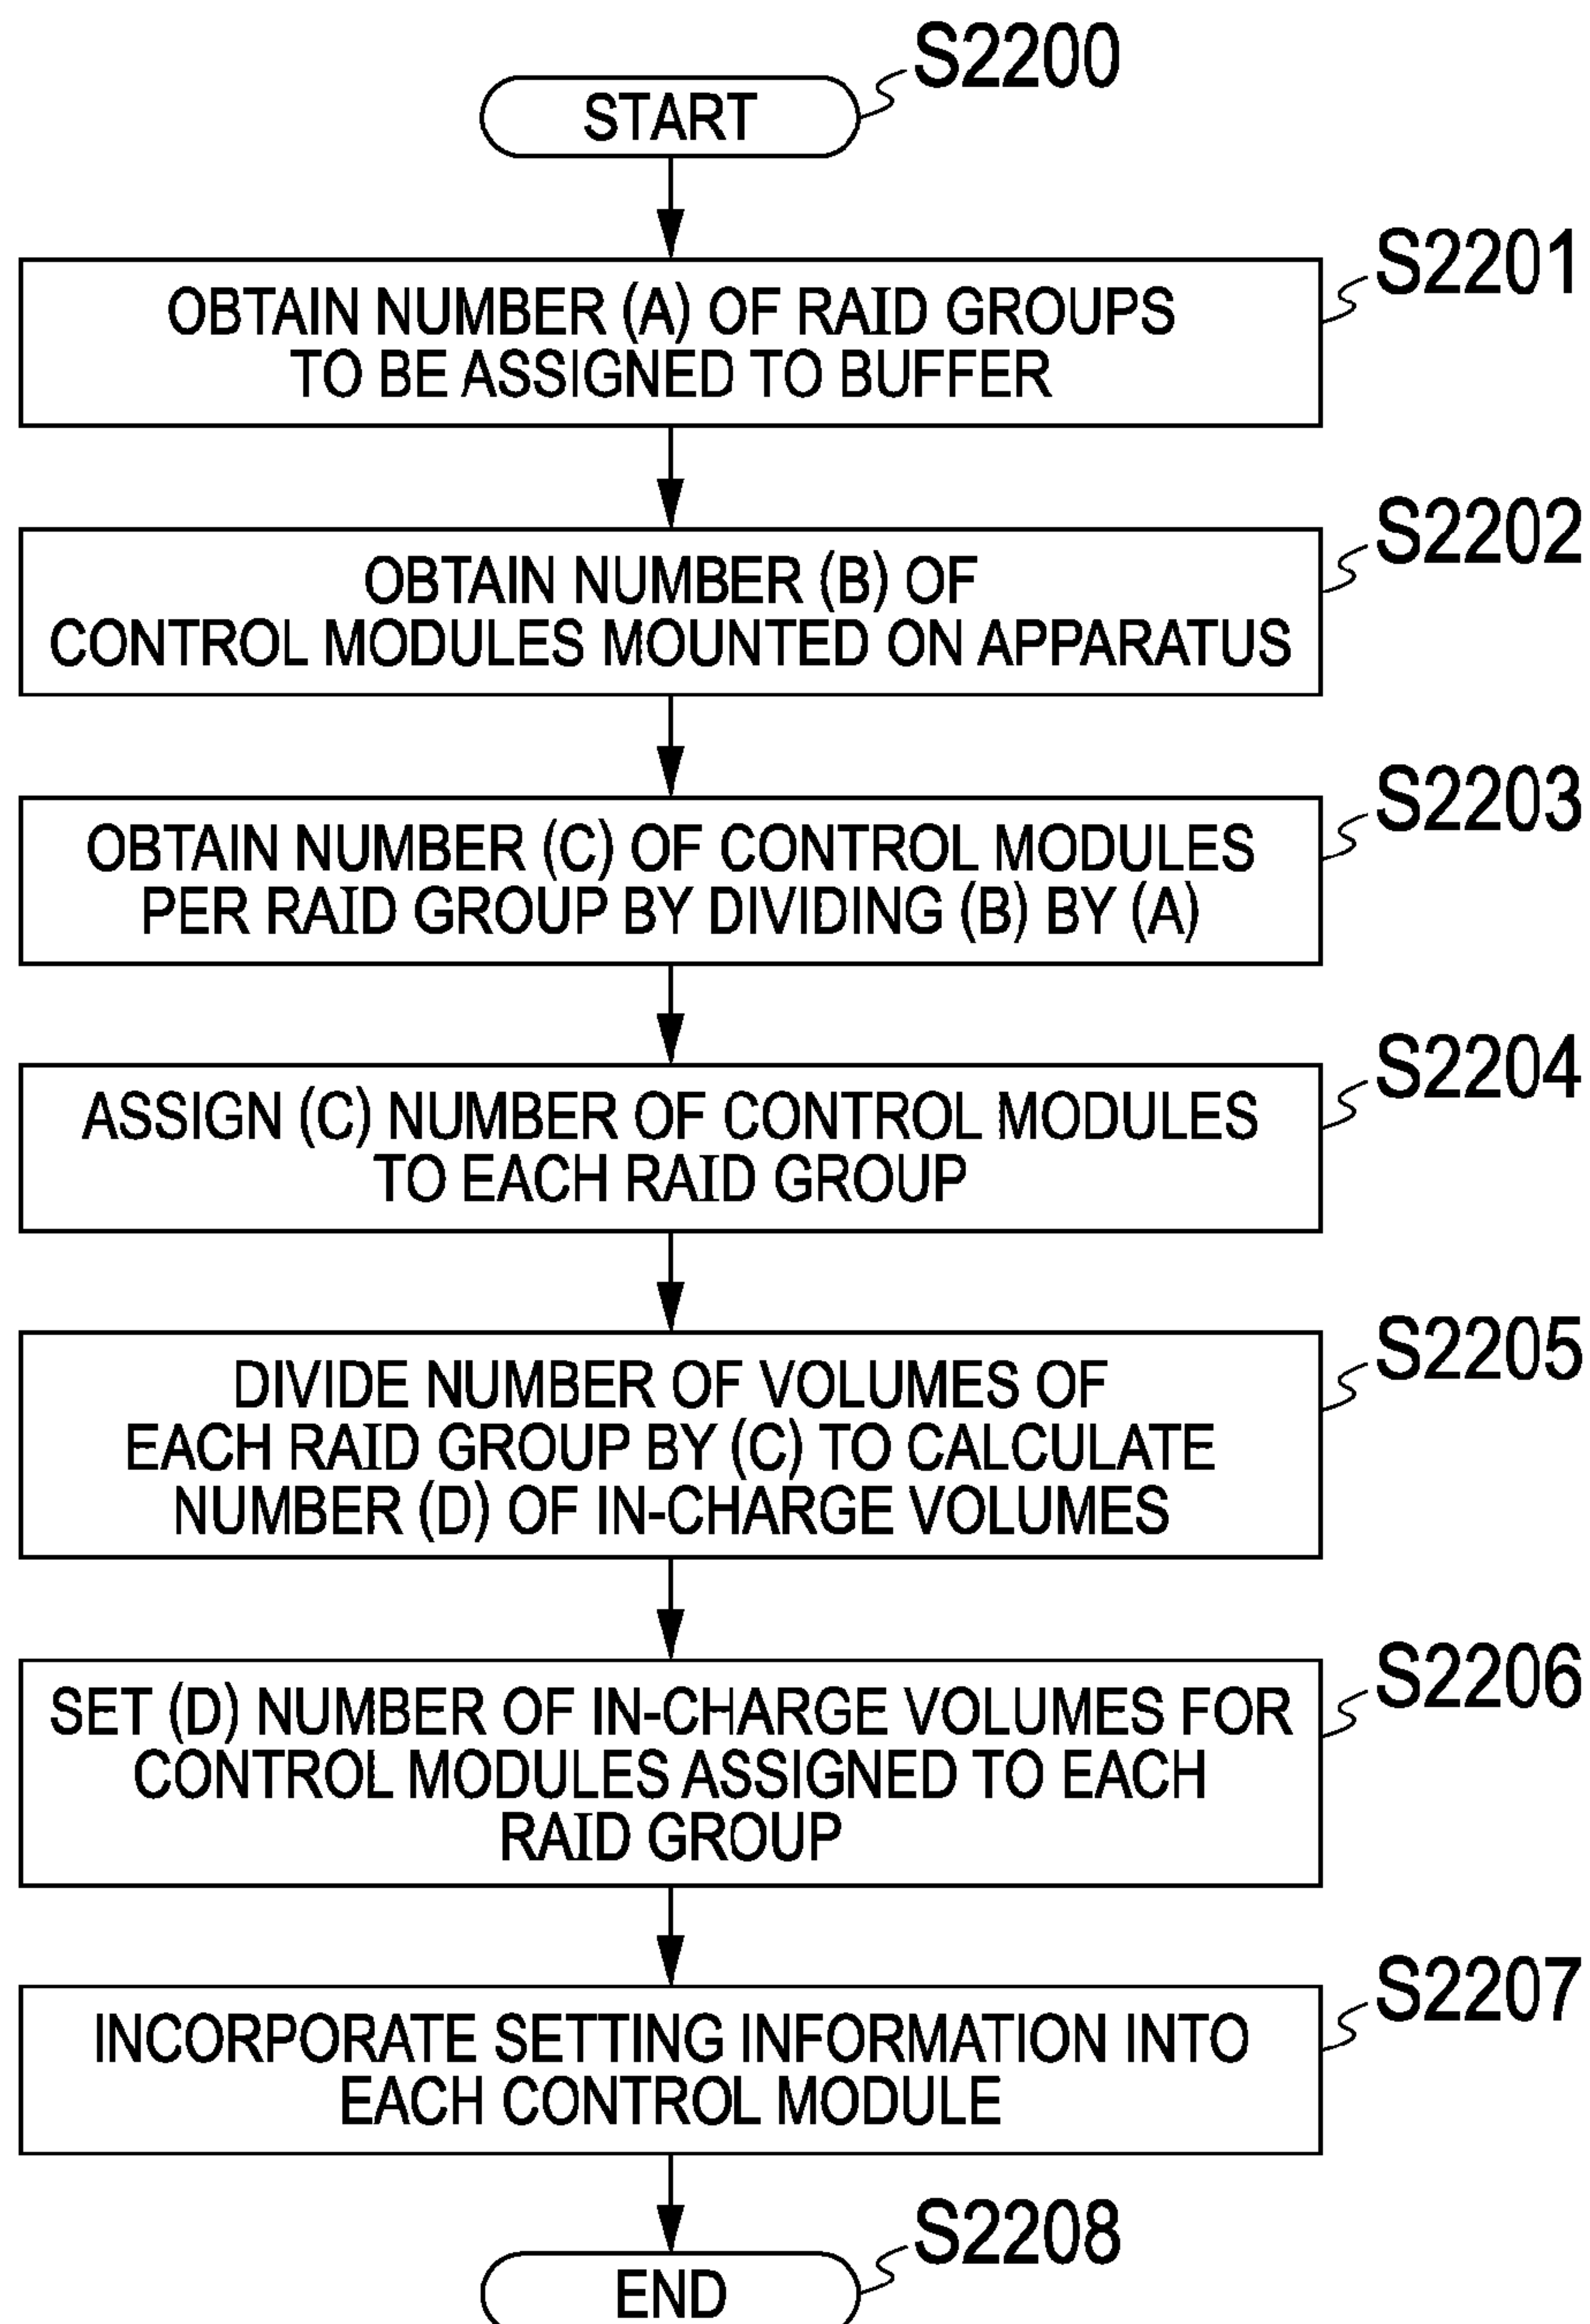 S2200
START
S2201
OBTAIN NUMBER (A) OF RAID GROUPS
TO BE ASSIGNED TO BUFFER
S2202
OBTAIN NUMBER (B) OF
CONTROL MODULES MOUNTED ON APPARATUS
S2203
OBTAIN NUMBER (C) OF CONTROL MODULES
PER RAID GROUP BY DIVIDING (B) BY (A)
S2204
ASSIGN (C) NUMBER OF CONTROL MODULES
TO EACH RAID GROUP
S2205
DIVIDE NUMBER OF VOLUMES OF
EACH RAID GROUP BY (C) TO CALCULATE
NUMBER (D) OF IN-CHARGE VOLUMES
S2206
SET (D) NUMBER OF IN-CHARGE VOLUMES FOR
CONTROL MODULES ASSIGNED TO EACH
RAID GROUP
S2207
INCORPORATE SETTING INFORMATION INTO
EACH CONTROL MODULE
S2208
END